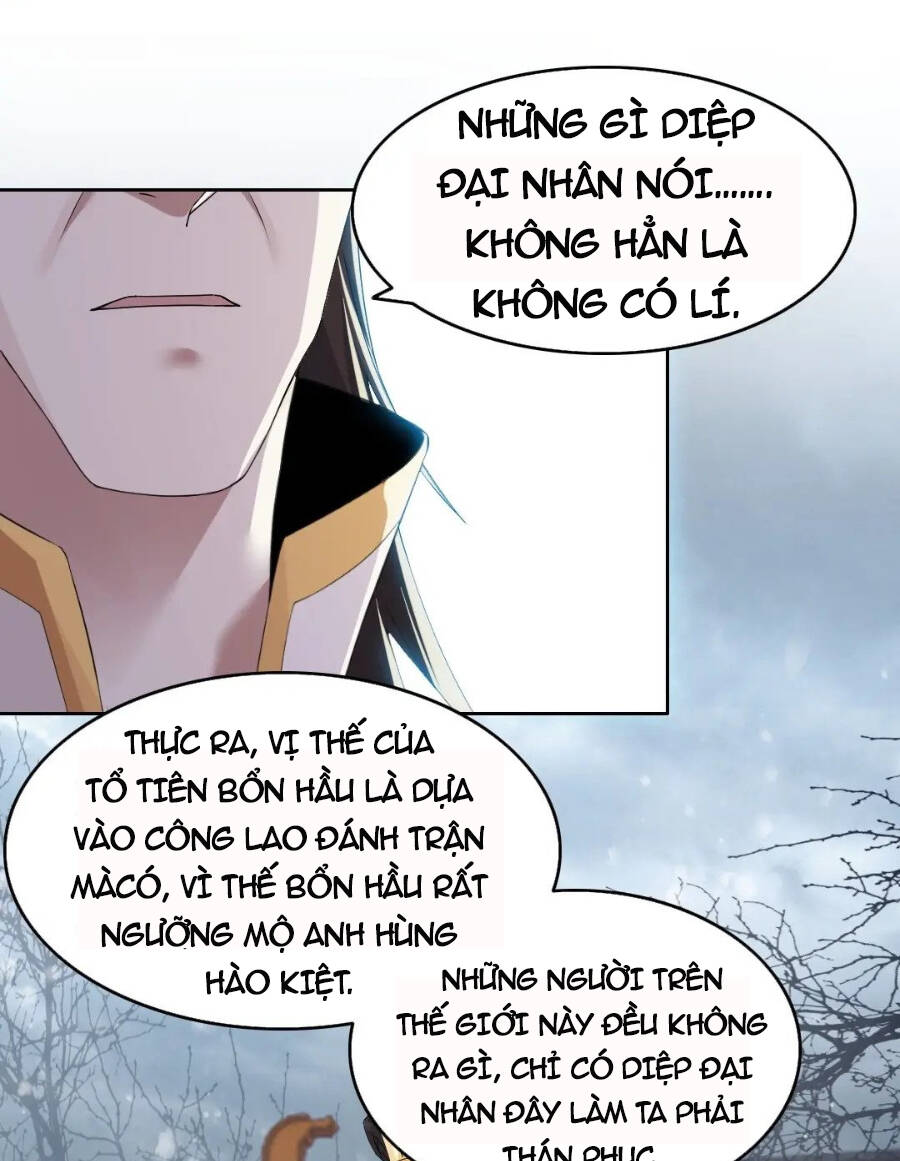 NHỮNG GÌ DIỆP
ĐẠI NHÂN NÓI.......
KHÔNG HẲN LÀ
KHÔNG CÓ LÍ.
THỰC RA, VỊ THẾ CỦA
TỔ TIÊN BỔN HẦU LÀ DỰA
VÀO CÔNG LAO ĐÁNH TRẬN
MÀCÓ, VÌ THẾ BỔN HẦU RẤT
NGƯỠNG MỘ ANH HÙNG
HÀO KIỆT.
NHỮNG NGƯỜI TRÊN
THẾ GIỚI NÀY ĐỀU KHÔNG
RA GÌ, CHỈ CÓ DIỆP ĐẠI
NHÂN ĐÂY LÀM TA PHẢI
THÁN PHỤC.